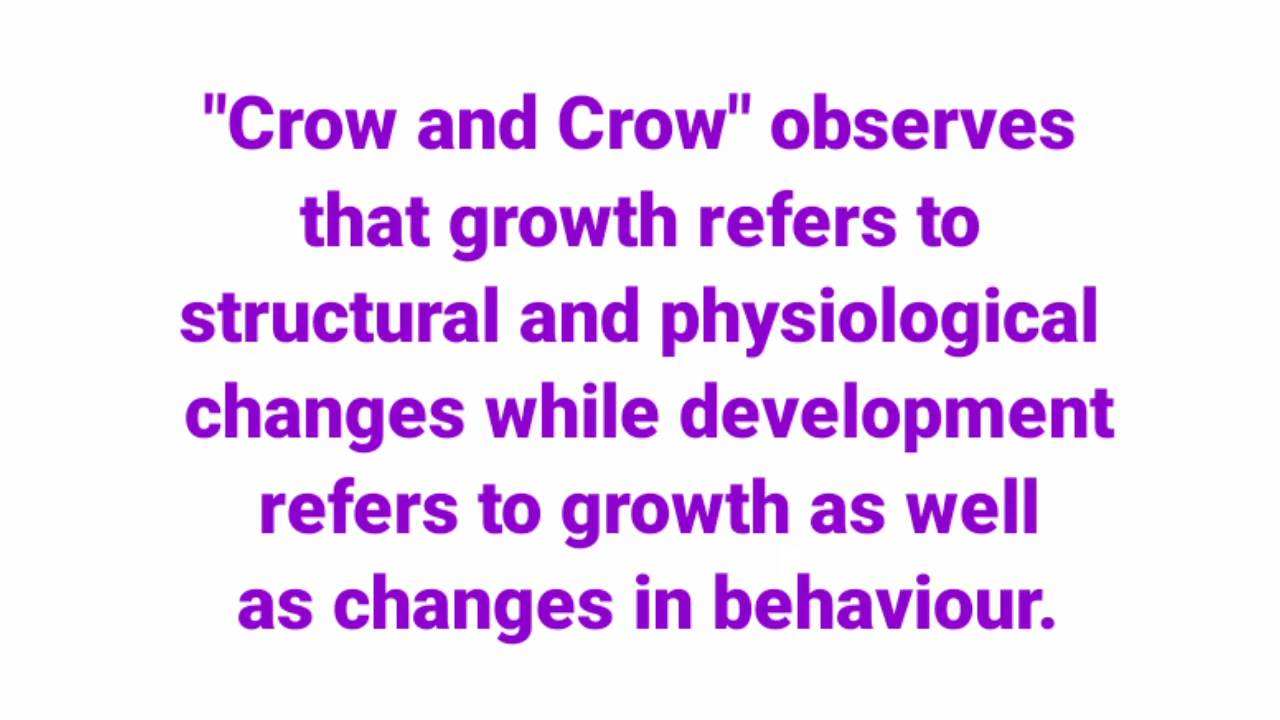 "Crow and Crow" observes
that growth refers to
structural and physiological
changes while development
refers to growth as well
as changes in behaviour.